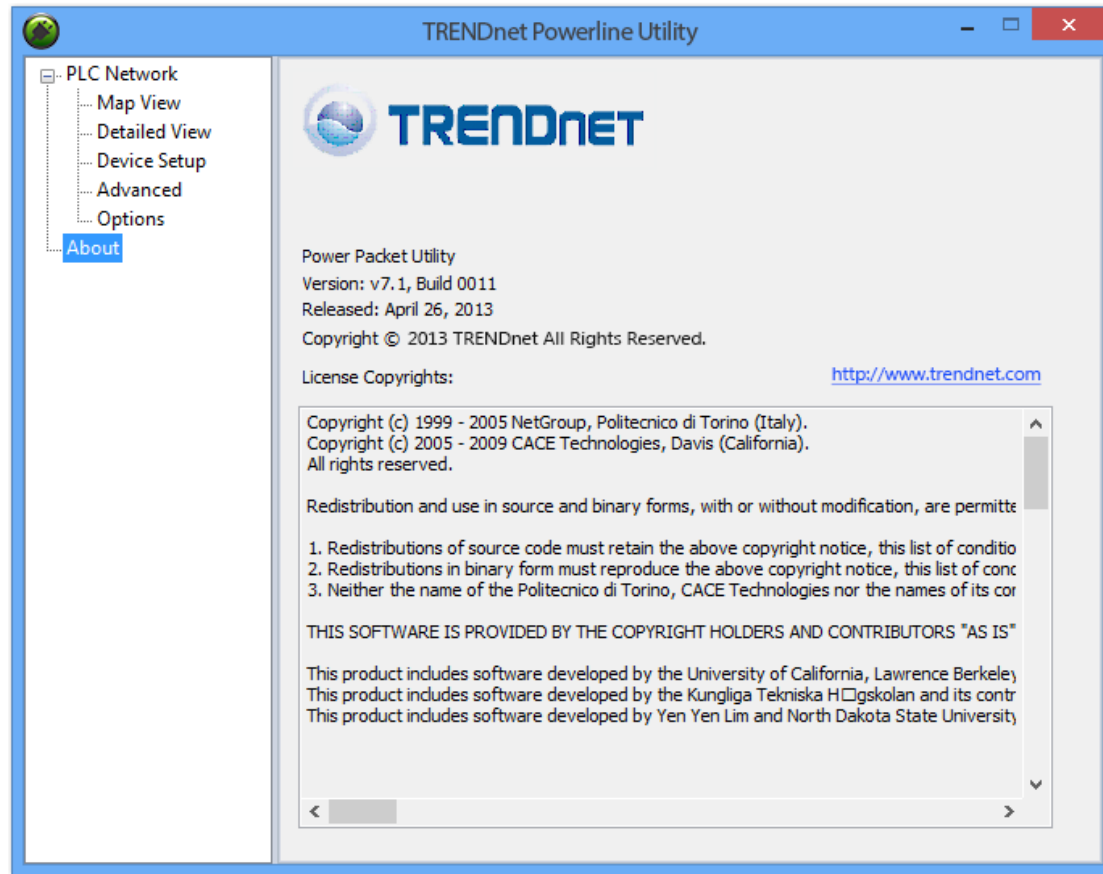 TRENDnet Powerline Utility
PLC Network
Map View
Detailed View
Device Setup
Advanced
Options
About
TRENDNET
Power Packet Utility
Version: v7.1, Build 0011
Released: April 26, 2013
Copyright © 2013 TRENDnet All Rights Reserved.
License Copyrights:
http://www.trendnet.com
Copyright (c) 1999 - 2005 NetGroup, Politecnico di Torino (Italy).
Copyright (c) 2005 - 2009 CACE Technologies, Davis (California).
All rights reserved.
Redistribution and use in source and binary forms, with or without modification, are permitte
1. Redistributions of source code must retain the above copyright notice, this list of conditio
2. Redistributions in binary form must reproduce the above copyright notice, this list of conc
3. Neither the name of the Politecnico di Torino, CACE Technologies nor the names of its cor
THIS SOFTWARE IS PROVIDED BY THE COPYRIGHT HOLDERS AND CONTRIBUTORS "AS IS"
This product includes software developed by the University of California, Lawrence Berkeley
This product includes software developed by the Kungliga Tekniska H□gskolan and its contr
This product includes software developed by Yen Yen Lim and North Dakota State University